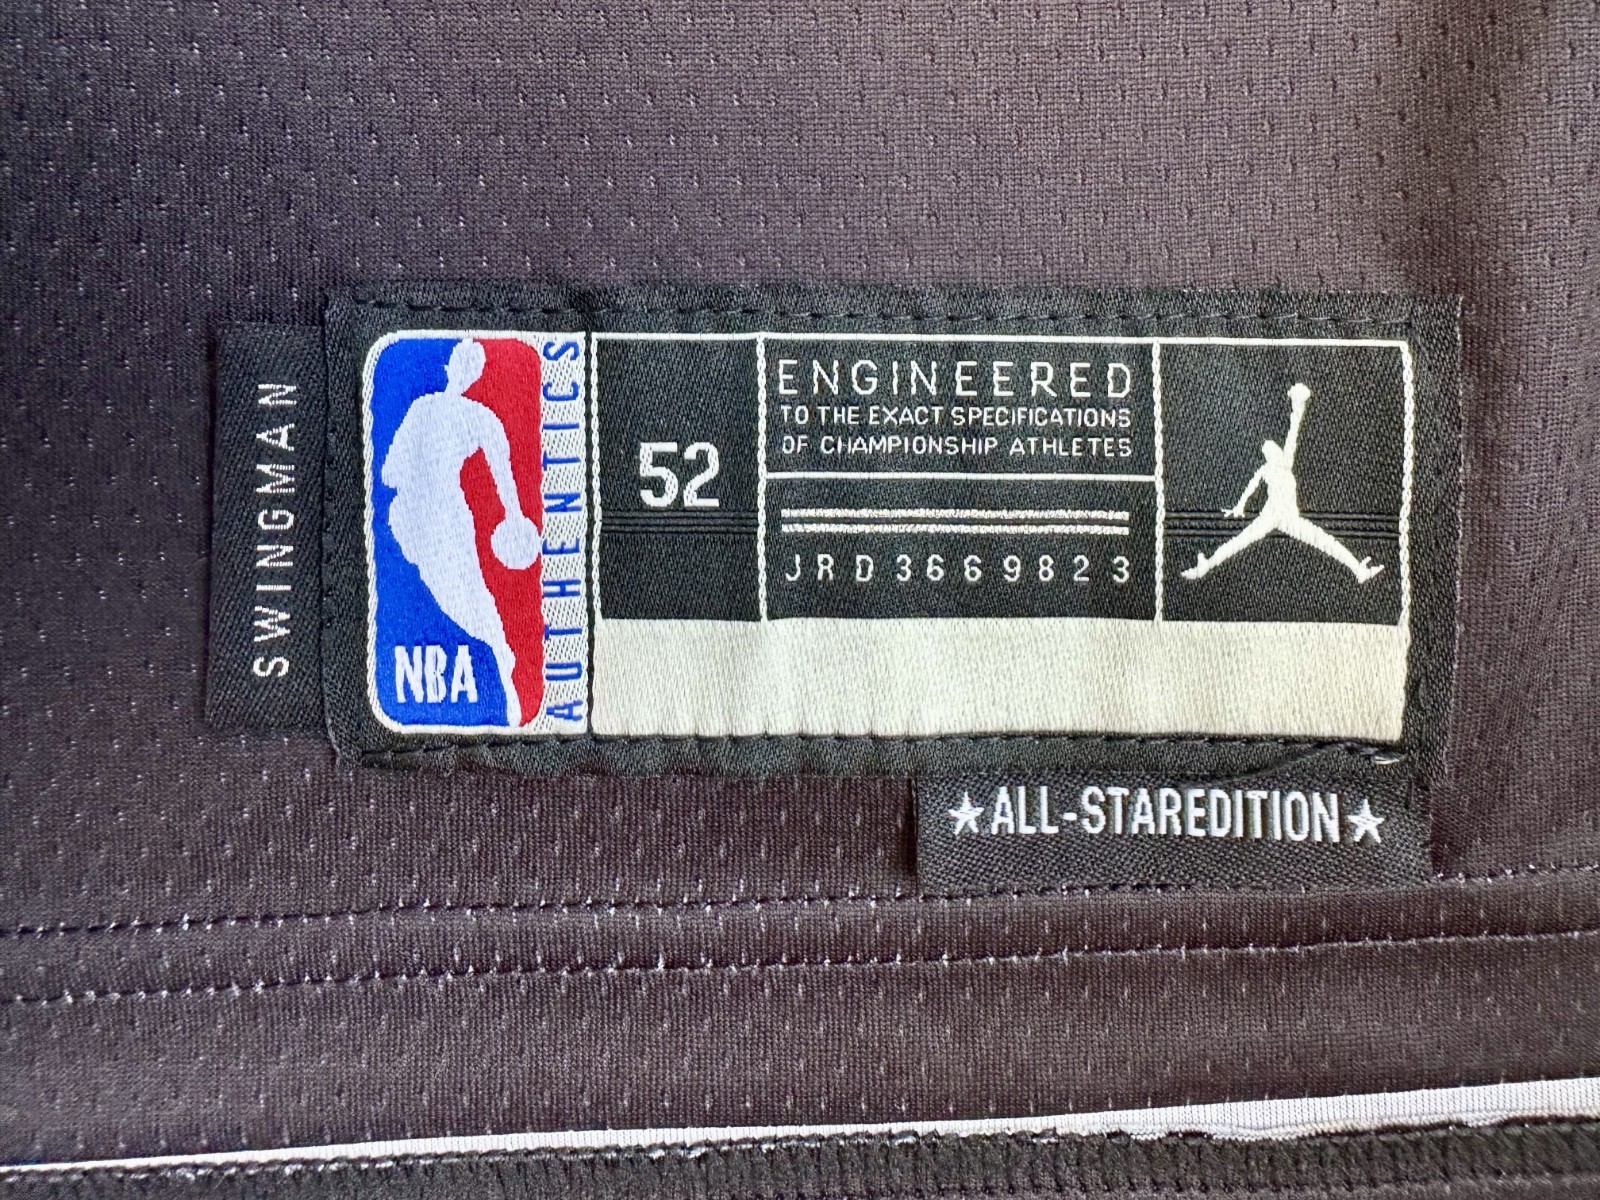 SWINGMAN
NBA
AUTHENTICS
52
ENGINEERED
TO THE EXACT SPECIFICATIONS
OF CHAMPIONSHIP ATHLETES
JRD3669823
★ALL-STAREDITION★